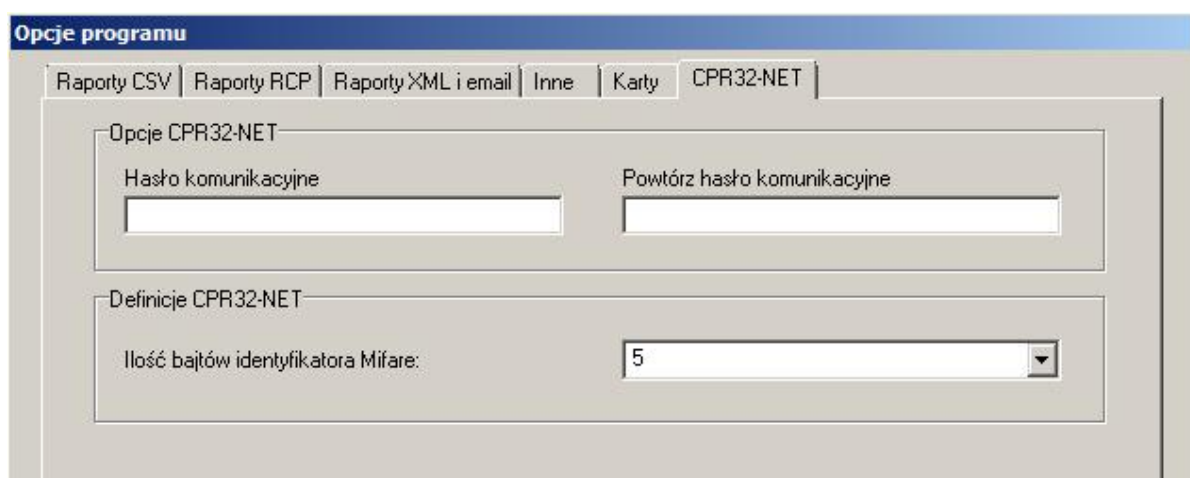 Opcje programu
Raporty CSV Raporty RCP Raporty XML i email Inne Karty CPR32-NET
Opcje CPR32-NET
Hasło komunikacyjne Powtórz hasło komunikacyjne
Definicje CPR32-NET
Ilość bajtów identyfikatora Mifare: 5